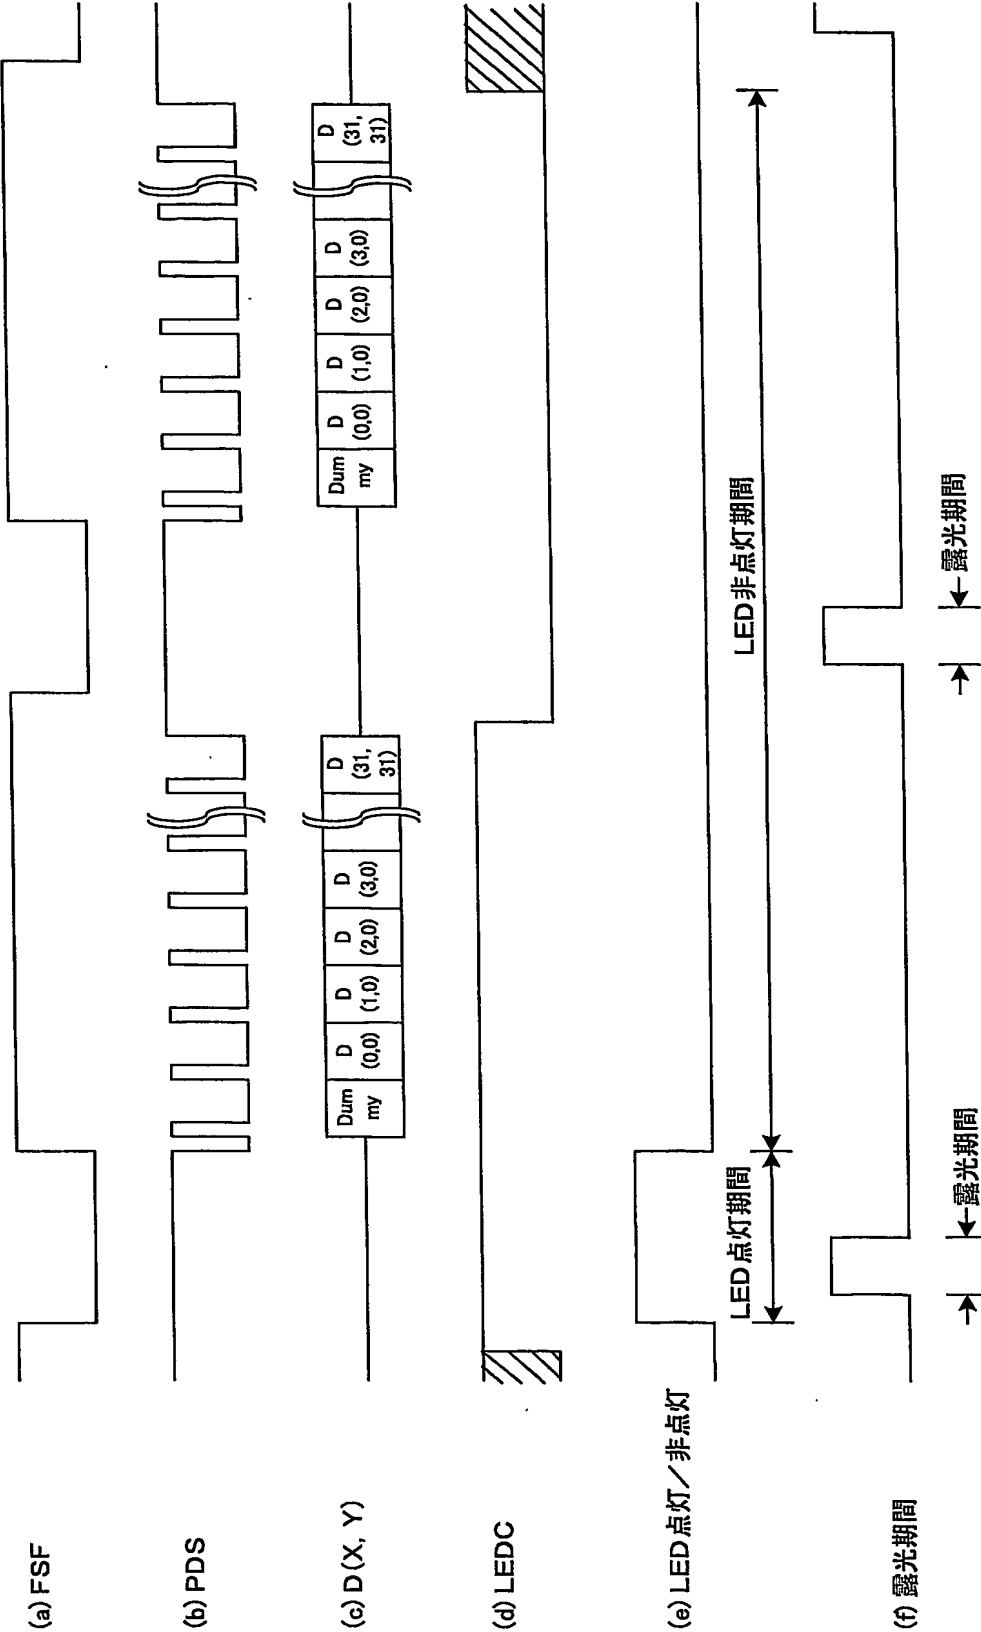 (a) FSF
(b) PDS
(c) D(X, Y)
Dum
my
D
(0,0)
D
(1,0)
D
(2,0)
D
(3,0)
D
(31,
31)
Dum
my
D
(0,0)
D
(1,0)
D
(2,0)
D
(3,0)
D
(31,
31)
(d) LEDC
(e) LED点灯／非点灯
LED点灯期間
LED非点灯期間
(f) 露光期間
露光期間
露光期間